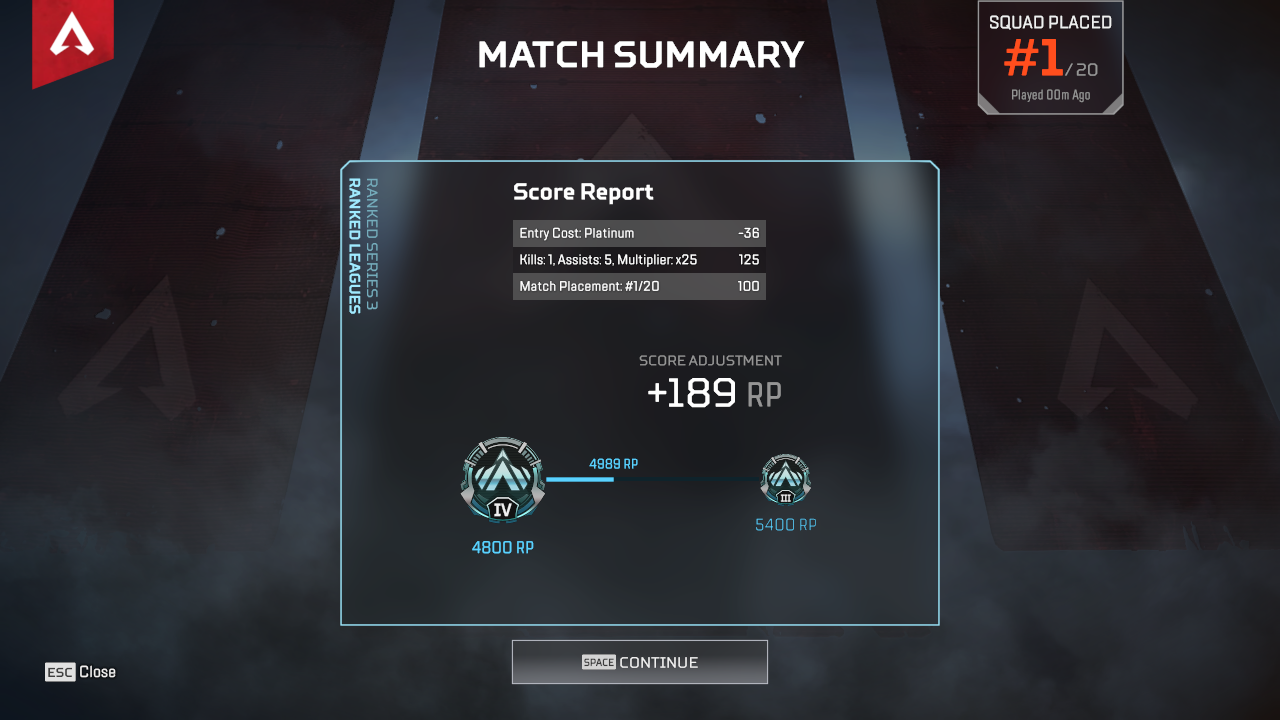 MATCH SUMMARY
SQUAD PLACED
#1/20
Played 00m Ago
RANKED LEAGUES
RANKED SERIES 3
Score Report
Entry Cost: Platinum -36
Kills: 1, Assists: 5, Multiplier: x25 125
Match Placement: #1/20 100
SCORE ADJUSTMENT
+189 RP
4989 RP
IV
III
4800 RP
5400 RP
SPACE CONTINUE
ESC Close